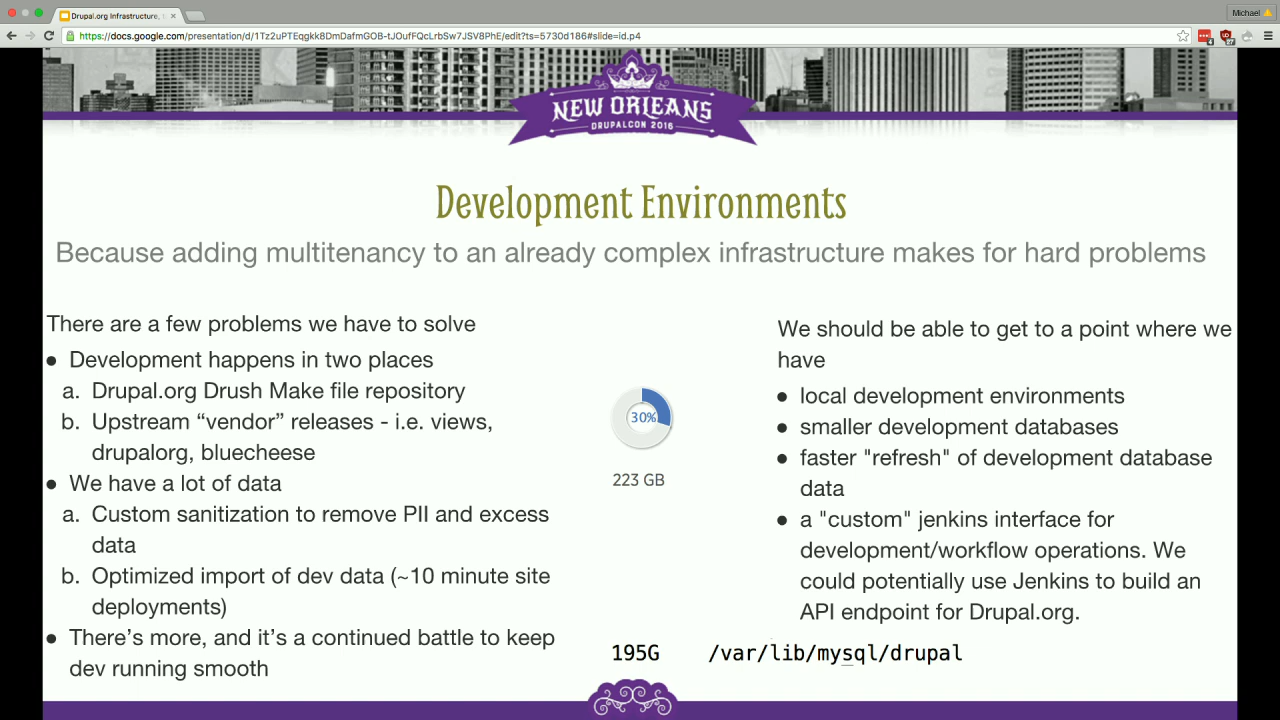 Drupal.org Infrastructure,
Michael
https://docs.google.com/presentation/d/1Tz2uPTEqgkk8DmDafmGOB-tJOufFQcLrbSw7JSV8PhE/edit?ts=5730d186#slide=id.p4
NEW ORLEANS
DRUPALCON 2016
Development Environments
Because adding multitenancy to an already complex infrastructure makes for hard problems
There are a few problems we have to solve
● Development happens in two places
a. Drupal.org Drush Make file repository
b. Upstream “vendor” releases - i.e. views,
drupalorg, bluecheese
● We have a lot of data
a. Custom sanitization to remove PII and excess
data
b. Optimized import of dev data (~10 minute site
deployments)
● There’s more, and it’s a continued battle to keep
dev running smooth
30%
223 GB
We should be able to get to a point where we
have
● local development environments
● smaller development databases
● faster "refresh" of development database
data
● a "custom" jenkins interface for
development/workflow operations. We
could potentially use Jenkins to build an
API endpoint for Drupal.org.
195G /var/lib/mysql/drupal